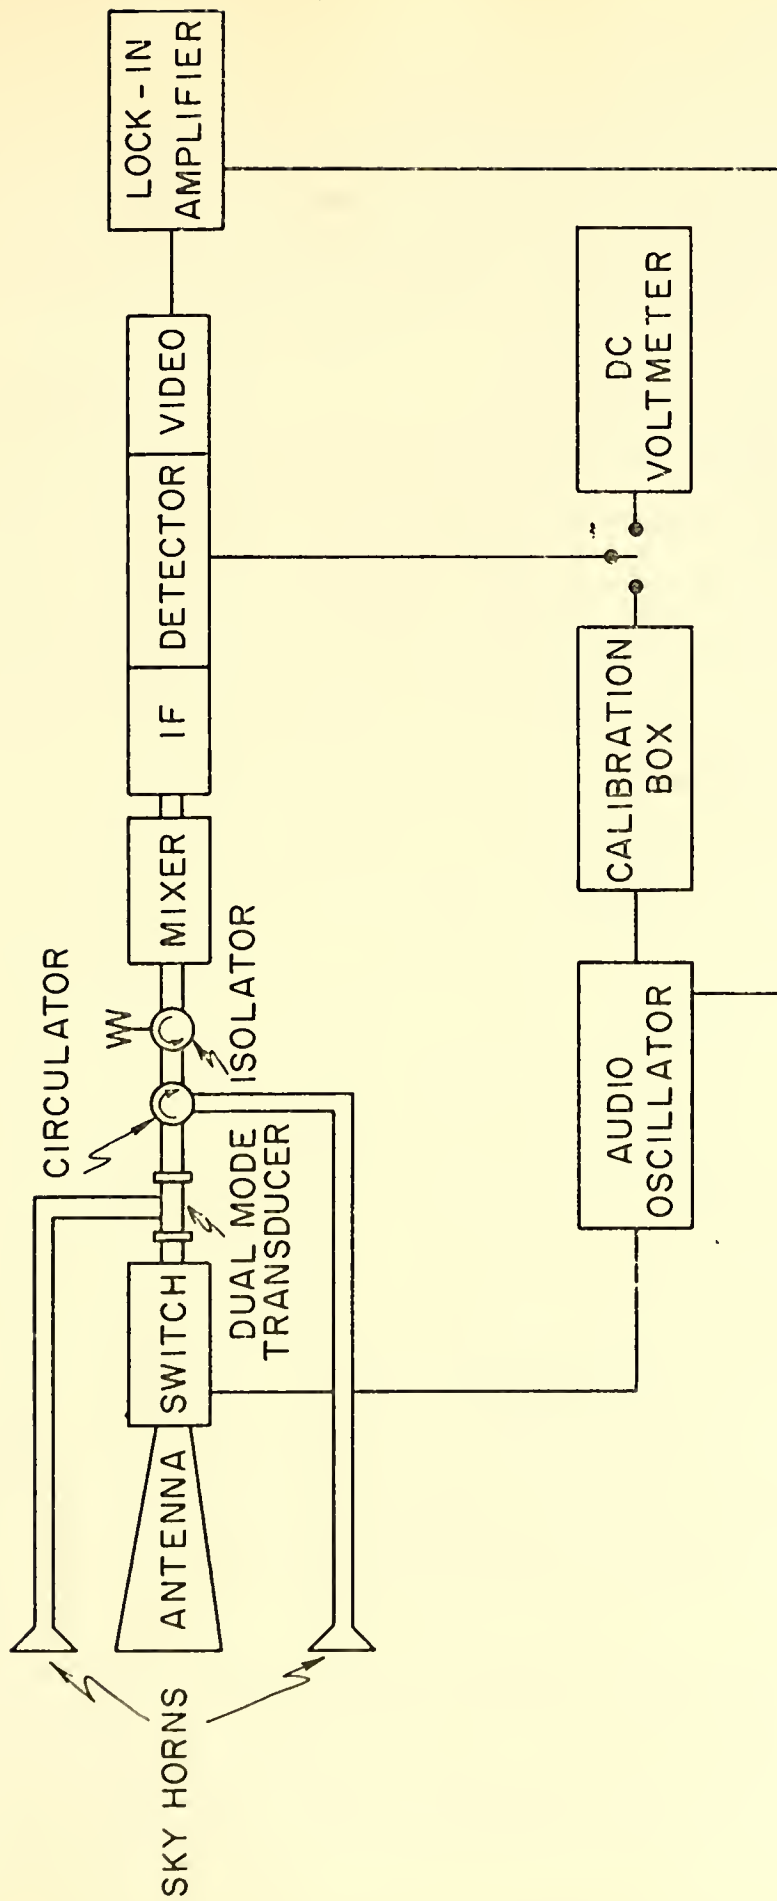 SKY HORNS
ANTENNA
SWITCH
DUAL MODE
TRANSDUCER
CIRCULATOR
ISOLATOR
MIXER
IF
DETECTOR
VIDEO
LOCK-IN
AMPLIFIER
AUDIO
OSCILLATOR
CALIBRATION
BOX
DC
VOLTMETER